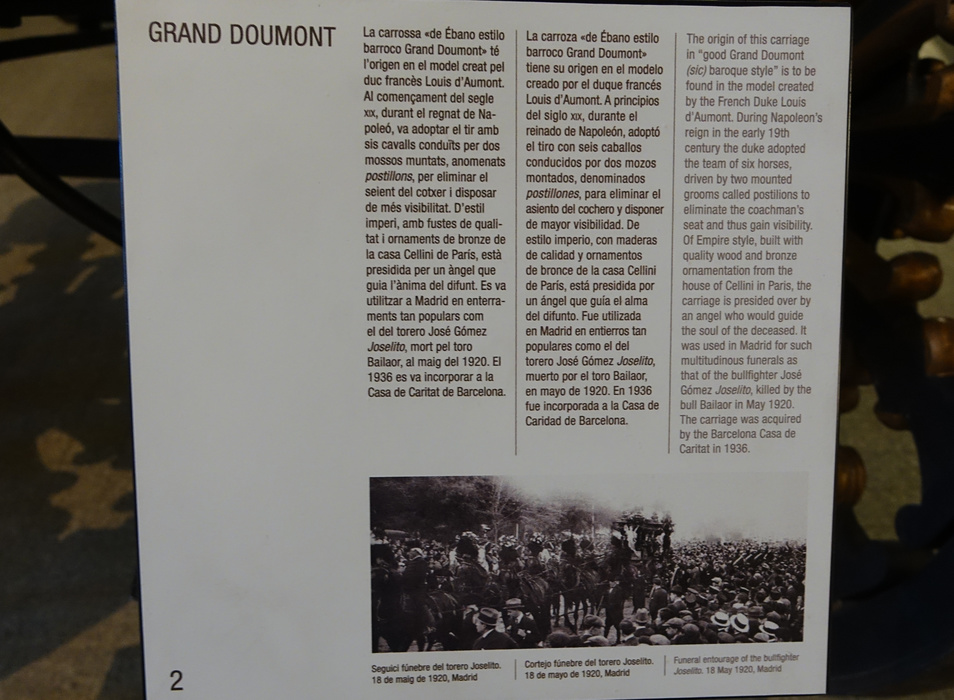 GRAND DOUMONT
La carrossa «de Ébano estilo
barroco Grand Doumont» té
l'origen en el model creat pel
duc francès Louis d'Aumont.
Al començament del segle
XIX, durant el regnat de Na-
poleó, va adoptar el tir amb
sis cavalls conduïts per dos
mossos muntats, anomenats
postillons, per eliminar el
seient del cotxer i disposar
de més visibilitat. D'estil
imperi, amb fustes de quali-
tat i ornaments de bronze de
la casa Cellini de París, està
presidida per un àngel que
guia l'ànima del difunt. Es va
utilitzar a Madrid en enterra-
ments tan populars com
el del torero José Gómez
Joselito, mort pel toro
Bailaor, al maig del 1920. El
1936 es va incorporar a la
Casa de Caritat de Barcelona.
La carroza «de Ébano estilo
barroco Grand Doumont»
tiene su origen en el modelo
creado por el duque francés
Louis d'Aumont. A principios
del siglo XIX, durante el
reinado de Napoleón, adoptó
el tiro con seis caballos
conducidos por dos mozos
montados, denominados
postillones, para eliminar el
asiento del cochero y disponer
de mayor visibilidad. De
estilo imperio, con maderas
de calidad y ornamentos
de bronce de la casa Cellini
de París, está presidida por
un ángel que guía el alma
del difunto. Fue utilizada
en Madrid en entierros tan
populares como el del
torero José Gómez Joselito,
muerto por el toro Bailaor,
en mayo de 1920. En 1936
fue incorporada a la Casa de
Caridad de Barcelona.
The origin of this carriage
in "good Grand Doumont
(sic) baroque style" is to be
found in the model created
by the French Duke Louis
d'Aumont. During Napoleon's
reign in the early 19th
century the duke adopted
the team of six horses,
driven by two mounted
grooms called postilions to
eliminate the coachman's
seat and thus gain visibility.
Of Empire style, built with
quality wood and bronze
ornamentation from the
house of Cellini in Paris, the
carriage is presided over by
an angel who would guide
the soul of the deceased. It
was used in Madrid for such
multitudinous funerals as
that of the bullfighter José
Gómez Joselito, killed by the
bull Bailaor in May 1920.
The carriage was acquired
by the Barcelona Casa de
Caritat in 1936.
Seguici fúnebre del torero Joselito.
18 de maig de 1920, Madrid
Cortejo fúnebre del torero Joselito.
18 de mayo de 1920, Madrid
Funeral entourage of the bullfighter
Joselito. 18 May 1920, Madrid
2